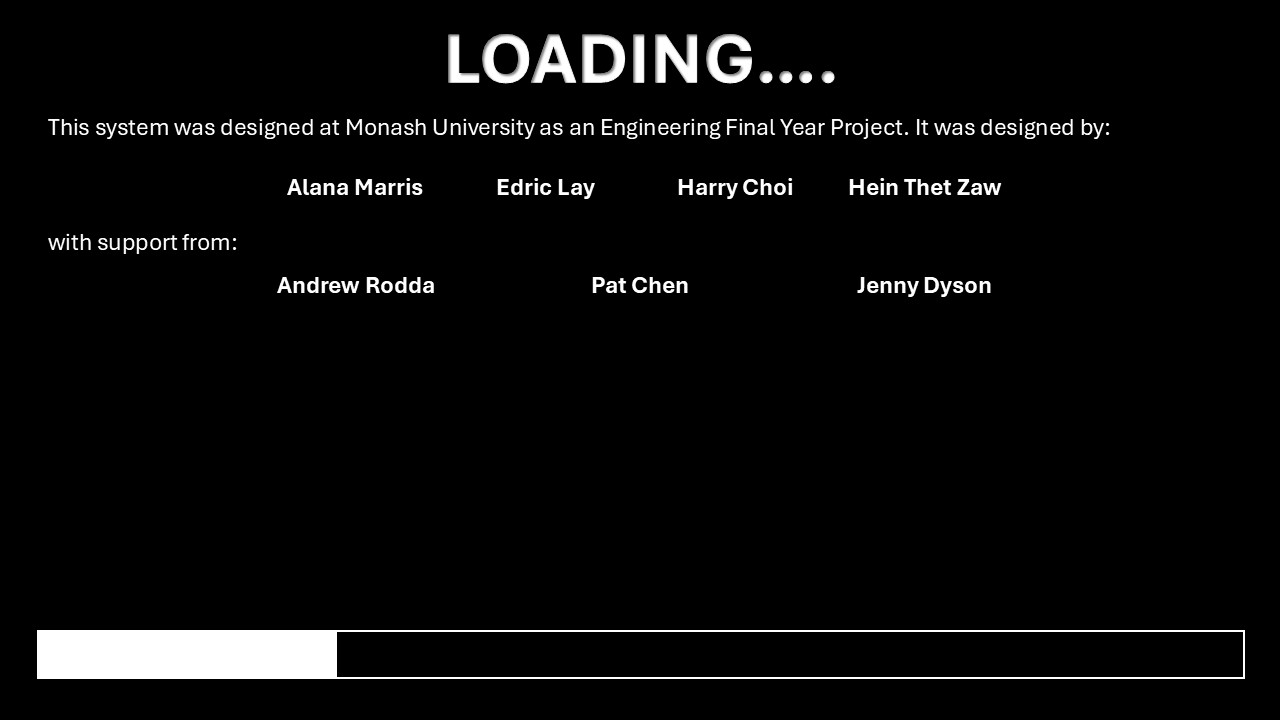 LOADING....
This system was designed at Monash University as an Engineering Final Year Project. It was designed by:
Alana Marris Edric Lay Harry Choi Hein Thet Zaw
with support from:
Andrew Rodda Pat Chen Jenny Dyson